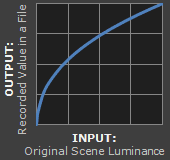 OUTPUT:
Recorded Value in a File
INPUT:
Original Scene Luminance